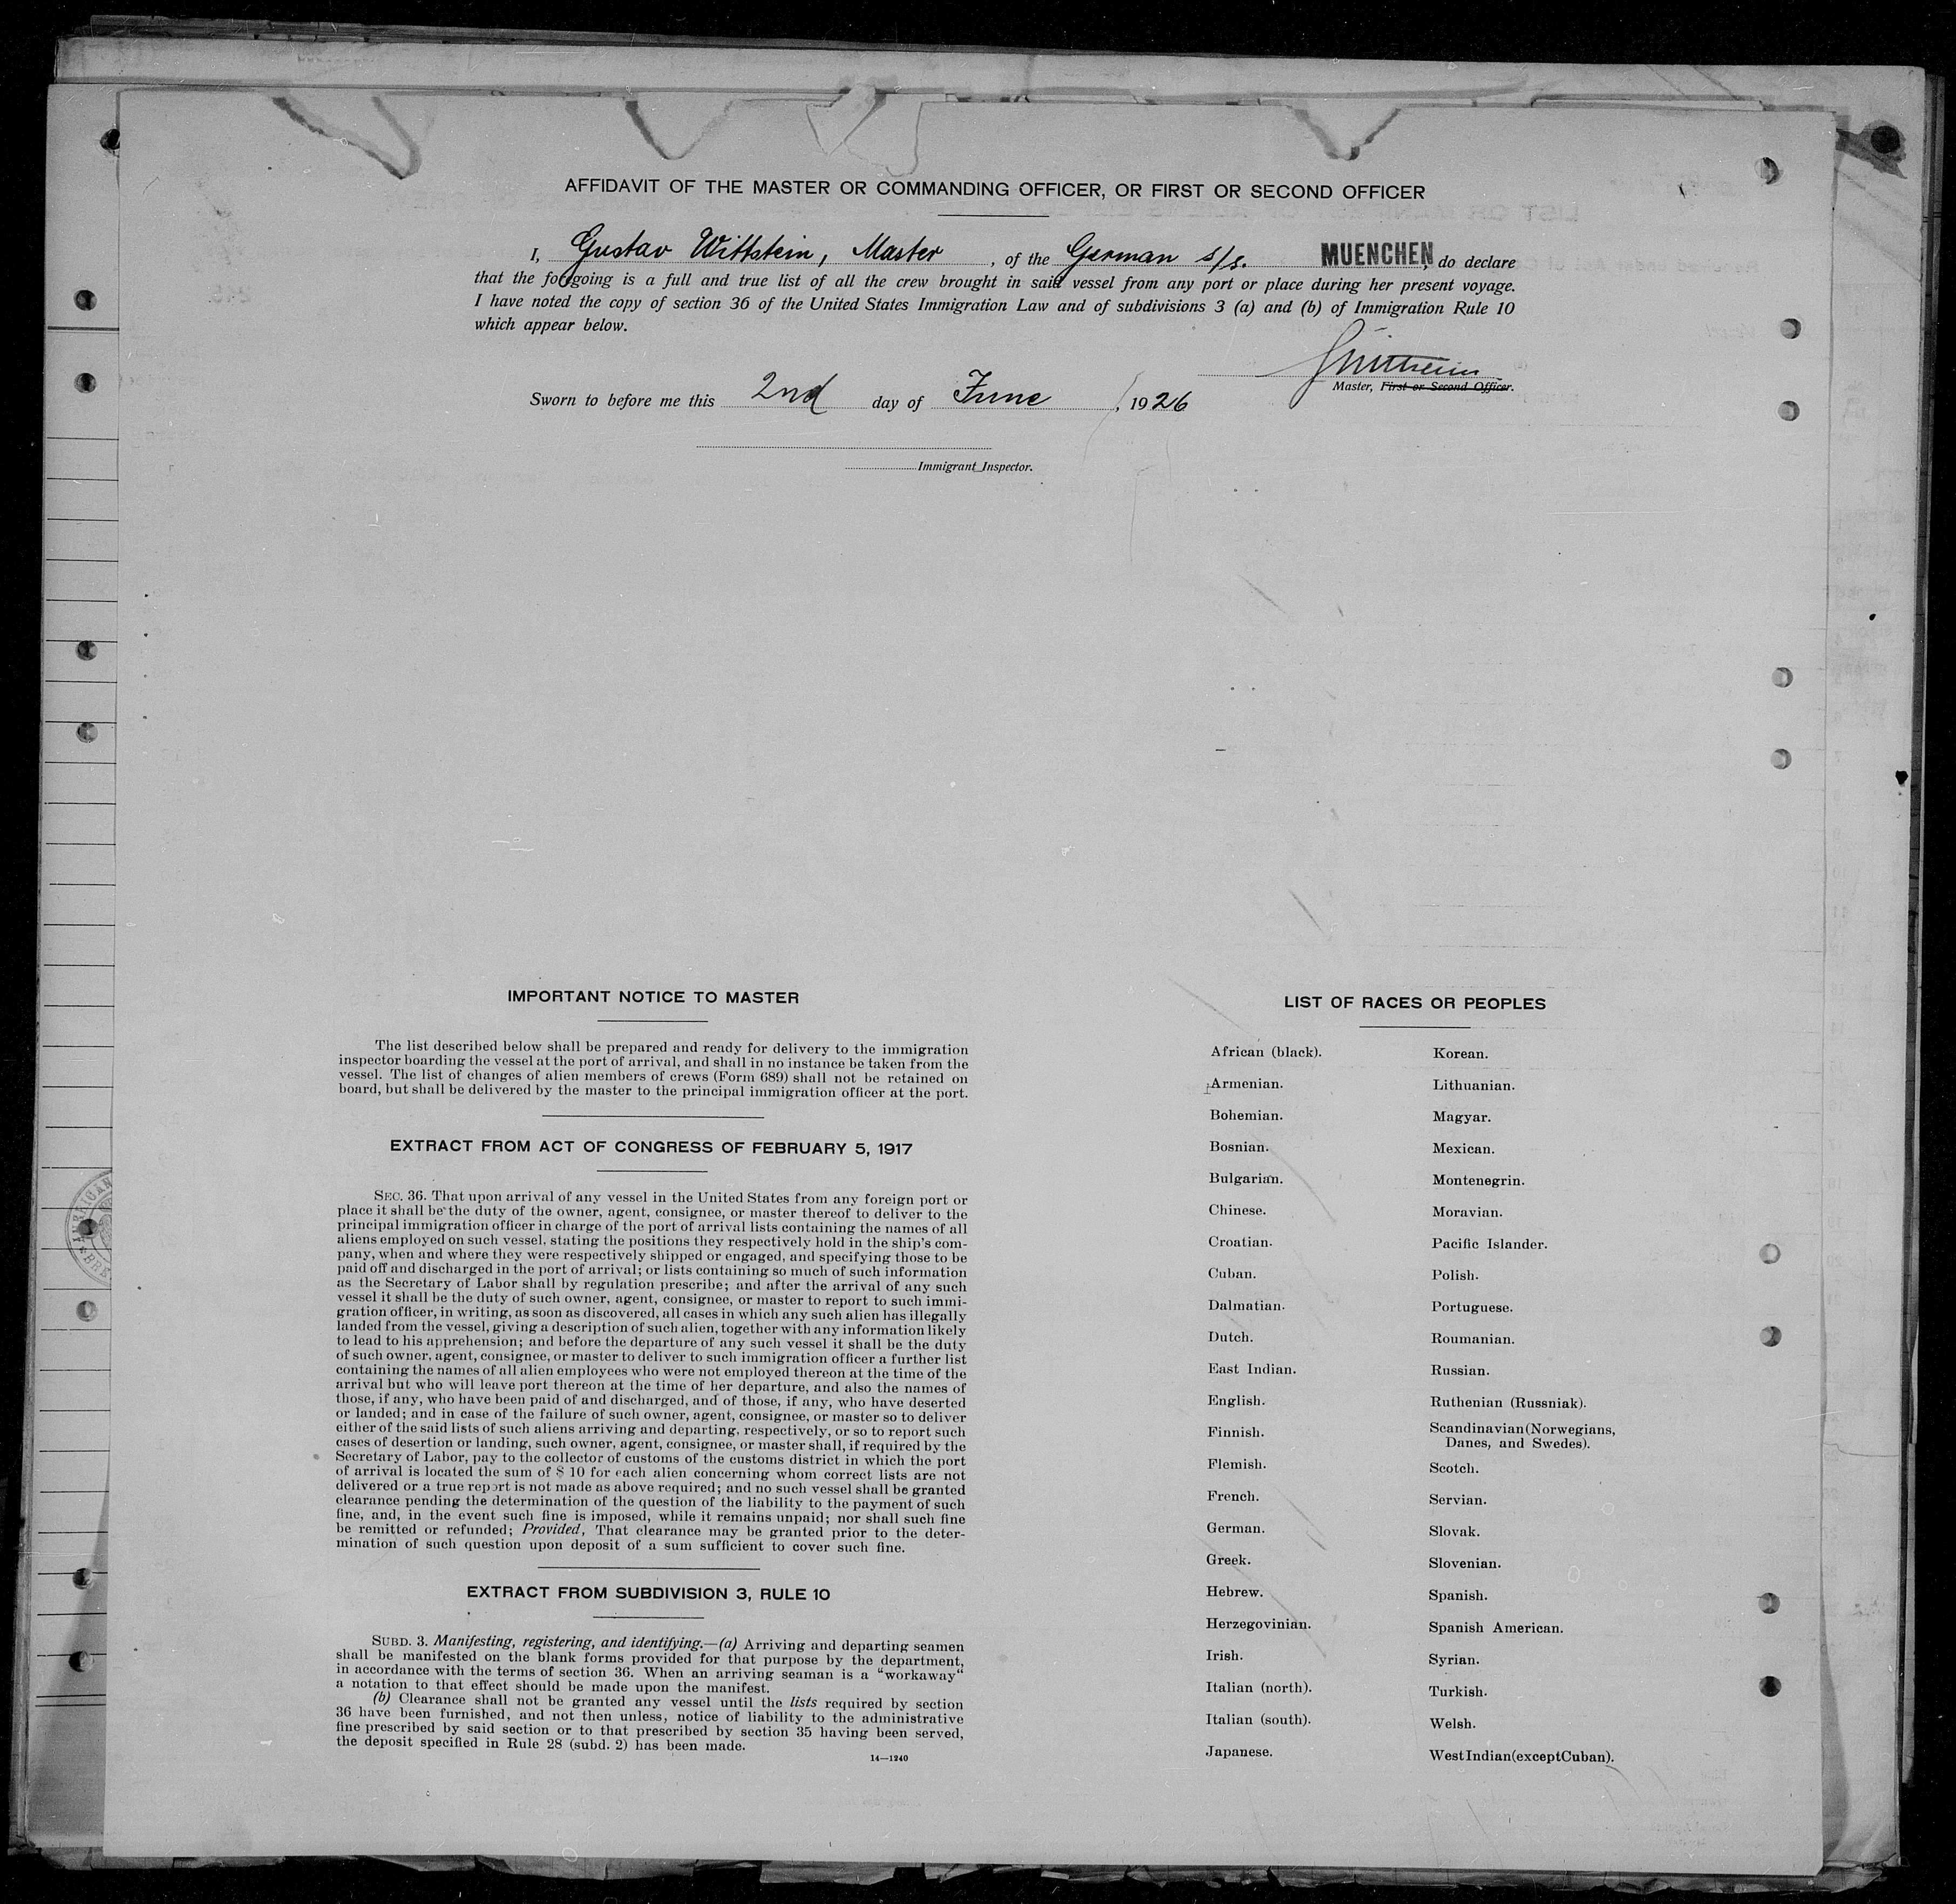 AFFIDAVIT OF THE MASTER OR COMMANDING OFFICER, OR FIRST OR SECOND OFFICER
I, Gustav Wittstein, Master, of the German s/s. MUENCHEN, do declare
that the foregoing is a full and true list of all the crew brought in said vessel from any port or place during her present voyage.
I have noted the copy of section 36 of the United States Immigration Law and of subdivisions 3 (a) and (b) of Immigration Rule 10
which appear below.
Master, First or Second Officer.
Sworn to before me this 2nd day of June, 1926
Immigrant Inspector.
IMPORTANT NOTICE TO MASTER
The list described below shall be prepared and ready for delivery to the immigration
inspector boarding the vessel at the port of arrival, and shall in no instance be taken from the
vessel. The list of changes of alien members of crews (Form 689) shall not be retained on
board, but shall be delivered by the master to the principal immigration officer at the port.
EXTRACT FROM ACT OF CONGRESS OF FEBRUARY 5, 1917
SEC. 36. That upon arrival of any vessel in the United States from any foreign port or
place it shall be the duty of the owner, agent, consignee, or master thereof to deliver to the
principal immigration officer in charge of the port of arrival lists containing the names of all
aliens employed on such vessel, stating the positions they respectively hold in the ship's com-
pany, when and where they were respectively shipped or engaged, and specifying those to be
paid off and discharged in the port of arrival; or lists containing so much of such information
as the Secretary of Labor shall by regulation prescribe; and after the arrival of any such
vessel it shall be the duty of such owner, agent, consignee, or master to report to such immi-
gration officer, in writing, as soon as discovered, all cases in which any such alien has illegally
landed from the vessel, giving a description of such alien, together with any information likely
to lead to his apprehension; and before the departure of any such vessel it shall be the duty
of such owner, agent, consignee, or master to deliver to such immigration officer a further list
containing the names of all alien employees who were not employed thereon at the time of the
arrival but who will leave port thereon at the time of her departure, and also the names of
those, if any, who have been paid of and discharged, and of those, if any, who have deserted
or landed; and in case of the failure of such owner, agent, consignee, or master so to deliver
either of the said lists of such aliens arriving and departing, respectively, or so to report such
cases of desertion or landing, such owner, agent, consignee, or master shall, if required by the
Secretary of Labor, pay to the collector of customs of the customs district in which the port
of arrival is located the sum of $ 10 for each alien concerning whom correct lists are not
delivered or a true report is not made as above required; and no such vessel shall be granted
clearance pending the determination of the question of the liability to the payment of such
fine, and, in the event such fine is imposed, while it remains unpaid; nor shall such fine
be remitted or refunded; Provided, That clearance may be granted prior to the deter-
mination of such question upon deposit of a sum sufficient to cover such fine.
EXTRACT FROM SUBDIVISION 3, RULE 10
SUBD. 3. Manifesting, registering, and identifying.—(a) Arriving and departing seamen
shall be manifested on the blank forms provided for that purpose by the department,
in accordance with the terms of section 36. When an arriving seaman is a "workaway"
a notation to that effect should be made upon the manifest.
(b) Clearance shall not be granted any vessel until the lists required by section
36 have been furnished, and not then unless, notice of liability to the administrative
fine prescribed by said section or to that prescribed by section 35 having been served,
the deposit specified in Rule 28 (subd. 2) has been made.
14—1240
LIST OF RACES OR PEOPLES
African (black).
Armenian.
Bohemian.
Bosnian.
Bulgarian.
Chinese.
Croatian.
Cuban.
Dalmatian.
Dutch.
East Indian.
English.
Finnish.
Flemish.
French.
German.
Greek.
Hebrew.
Herzegovinian.
Irish.
Italian (north).
Italian (south).
Japanese.
Korean.
Lithuanian.
Magyar.
Mexican.
Montenegrin.
Moravian.
Pacific Islander.
Polish.
Portuguese.
Roumanian.
Russian.
Ruthenian (Russniak).
Scandinavian (Norwegians,
Danes, and Swedes).
Scotch.
Servian.
Slovak.
Slovenian.
Spanish.
Spanish American.
Syrian.
Turkish.
Welsh.
West Indian (except Cuban).